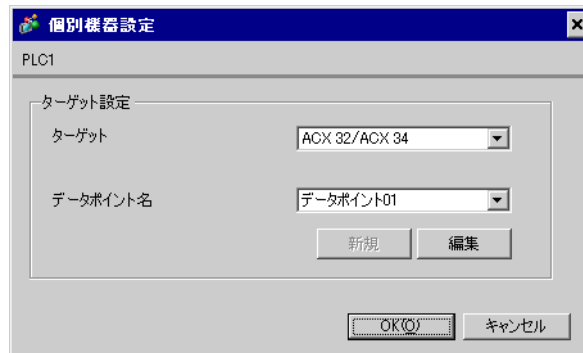 個別機器設定
PLC1
ターゲット設定
ターゲット
ACX 32/ACX 34
データポイント名
データポイント01
新規
編集
OK(O)
キャンセル